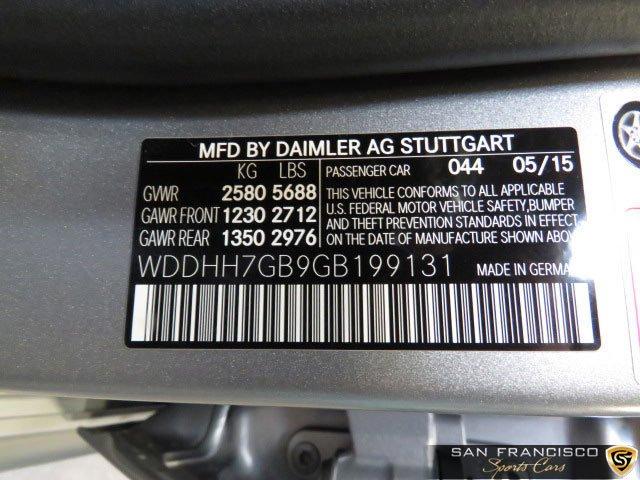 MFD BY DAIMLER AG STUTTGART
KG LBS PASSENGER CAR 044 05/15
GVWR 2580 5688 THIS VEHICLE CONFORMS TO ALL APPLICABLE
GAWR FRONT 1230 2712 U.S. FEDERAL MOTOR VEHICLE SAFETY,BUMPER
AND THEFT PREVENTION STANDARDS IN EFFECT
GAWR REAR 1350 2976 ON THE DATE OF MANUFACTURE SHOWN ABOVE
WDDHH7GB9GB199131 MADE IN GERMA
SAN FRANCISCO
Sports Cars